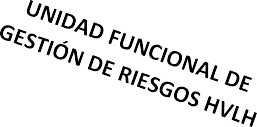 UNIDAD FUNCIONAL DE
GESTIÓN DE RIESGOS HVLH